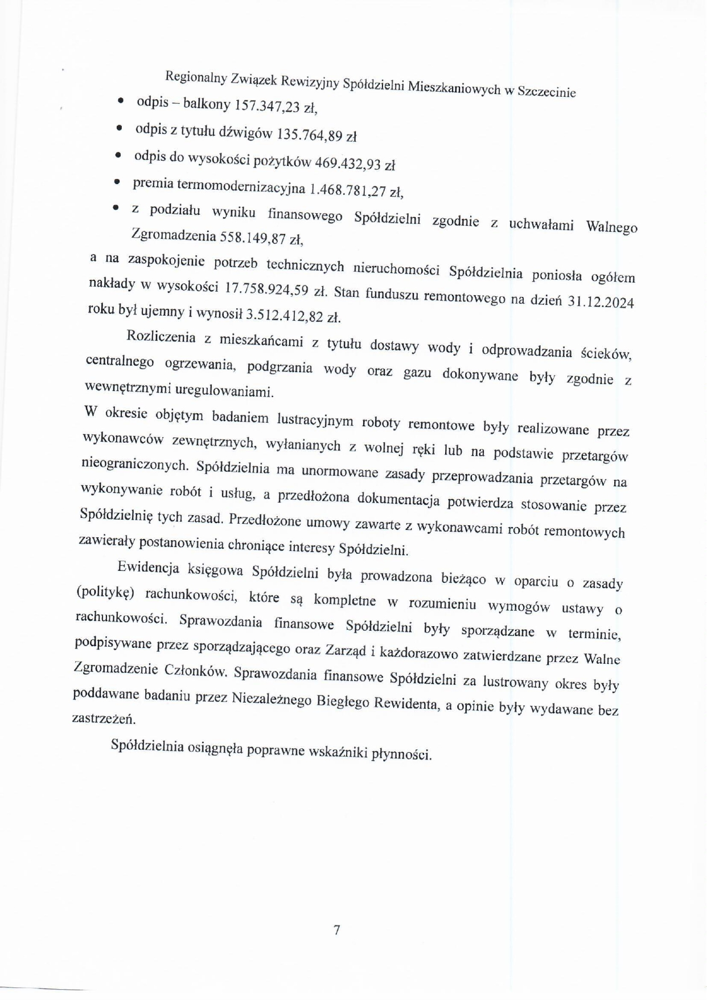 Regionalny Związek Rewizyjny Spółdzielni Mieszkaniowych w Szczecinie
• odpis – balkony 157.347,23 zł,
• odpis z tytułu dźwigów 135.764,89 zł
• odpis do wysokości pożytków 469.432,93 zł
• premia termomodernizacyjna 1.468.781,27 zł,
• z podziału wyniku finansowego Spółdzielni zgodnie z uchwałami Walnego
Zgromadzenia 558.149,87 zł,
a na zaspokojenie potrzeb technicznych nieruchomości Spółdzielnia poniosła ogółem
nakłady w wysokości 17.758.924,59 zł. Stan funduszu remontowego na dzień 31.12.2024
roku był ujemny i wynosił 3.512.412,82 zł.
Rozliczenia z mieszkańcami z tytułu dostawy wody i odprowadzania ścieków,
centralnego ogrzewania, podgrzania wody oraz gazu dokonywane były zgodnie z
wewnętrznymi uregulowaniami.
W okresie objętym badaniem lustracyjnym roboty remontowe były realizowane przez
wykonawców zewnętrznych, wyłanianych z wolnej ręki lub na podstawie przetargów
nieograniczonych. Spółdzielnia ma unormowane zasady przeprowadzania przetargów na
wykonywanie robót i usług, a przedłożona dokumentacja potwierdza stosowanie przez
Spółdzielnię tych zasad. Przedłożone umowy zawarte z wykonawcami robót remontowych
zawierały postanowienia chroniące interesy Spółdzielni.
Ewidencja księgowa Spółdzielni była prowadzona bieżąco w oparciu o zasady
(politykę) rachunkowości, które są kompletne w rozumieniu wymogów ustawy o
rachunkowości. Sprawozdania finansowe Spółdzielni były sporządzane w terminie,
podpisywane przez sporządzającego oraz Zarząd i każdorazowo zatwierdzane przez Walne
Zgromadzenie Członków. Sprawozdania finansowe Spółdzielni za lustrowany okres były
poddawane badaniu przez Niezależnego Biegłego Rewidenta, a opinie były wydawane bez
zastrzeżeń.
Spółdzielnia osiągnęła poprawne wskaźniki płynności.
7